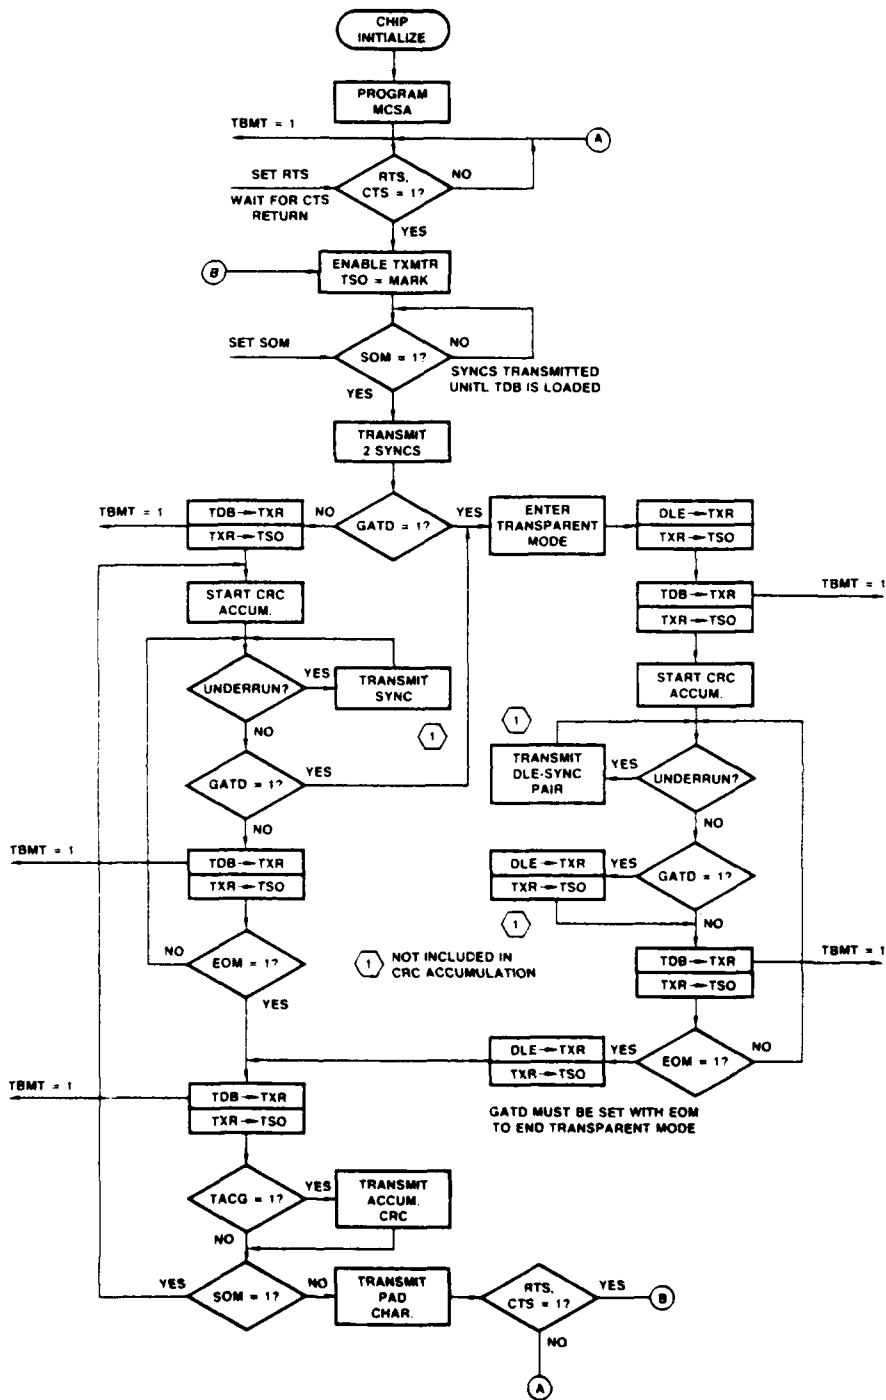 CHIP
INITIALIZE
PROGRAM
MCSA
TBMT = 1
A
SET RTS
WAIT FOR CTS
RETURN
RTS,
CTS = 1?
NO
YES
B
ENABLE TXMTR
TSO = MARK
SET SOM
SOM = 1?
NO
SYNCS TRANSMITTED
UNITL TDB IS LOADED
YES
TRANSMIT
2 SYNCS
TBMT = 1
TDB→TXR
TXR→TSO
NO
GATD = 1?
YES
ENTER
TRANSPARENT
MODE
DLE→TXR
TXR→TSO
TDB→TXR
TXR→TSO
TBMT = 1
START CRC
ACCUM.
START CRC
ACCUM.
UNDERRUN?
YES
TRANSMIT
SYNC
1
NO
1
TRANSMIT
DLE-SYNC
PAIR
YES
UNDERRUN?
NO
GATD = 1?
YES
NO
TBMT = 1
TDB→TXR
TXR→TSO
DLE→TXR
TXR→TSO
YES
GATD = 1?
1
NO
NO
EOM = 1?
YES
1 NOT INCLUDED IN
CRC ACCUMULATION
TDB→TXR
TXR→TSO
TBMT = 1
DLE→TXR
TXR→TSO
YES
EOM = 1?
NO
GATD MUST BE SET WITH EOM
TO END TRANSPARENT MODE
TBMT = 1
TDB→TXR
TXR→TSO
TACG = 1?
YES
TRANSMIT
ACCUM.
CRC
NO
YES
SOM = 1?
NO
TRANSMIT
PAD
CHAR.
RTS,
CTS = 1?
YES
B
NO
A